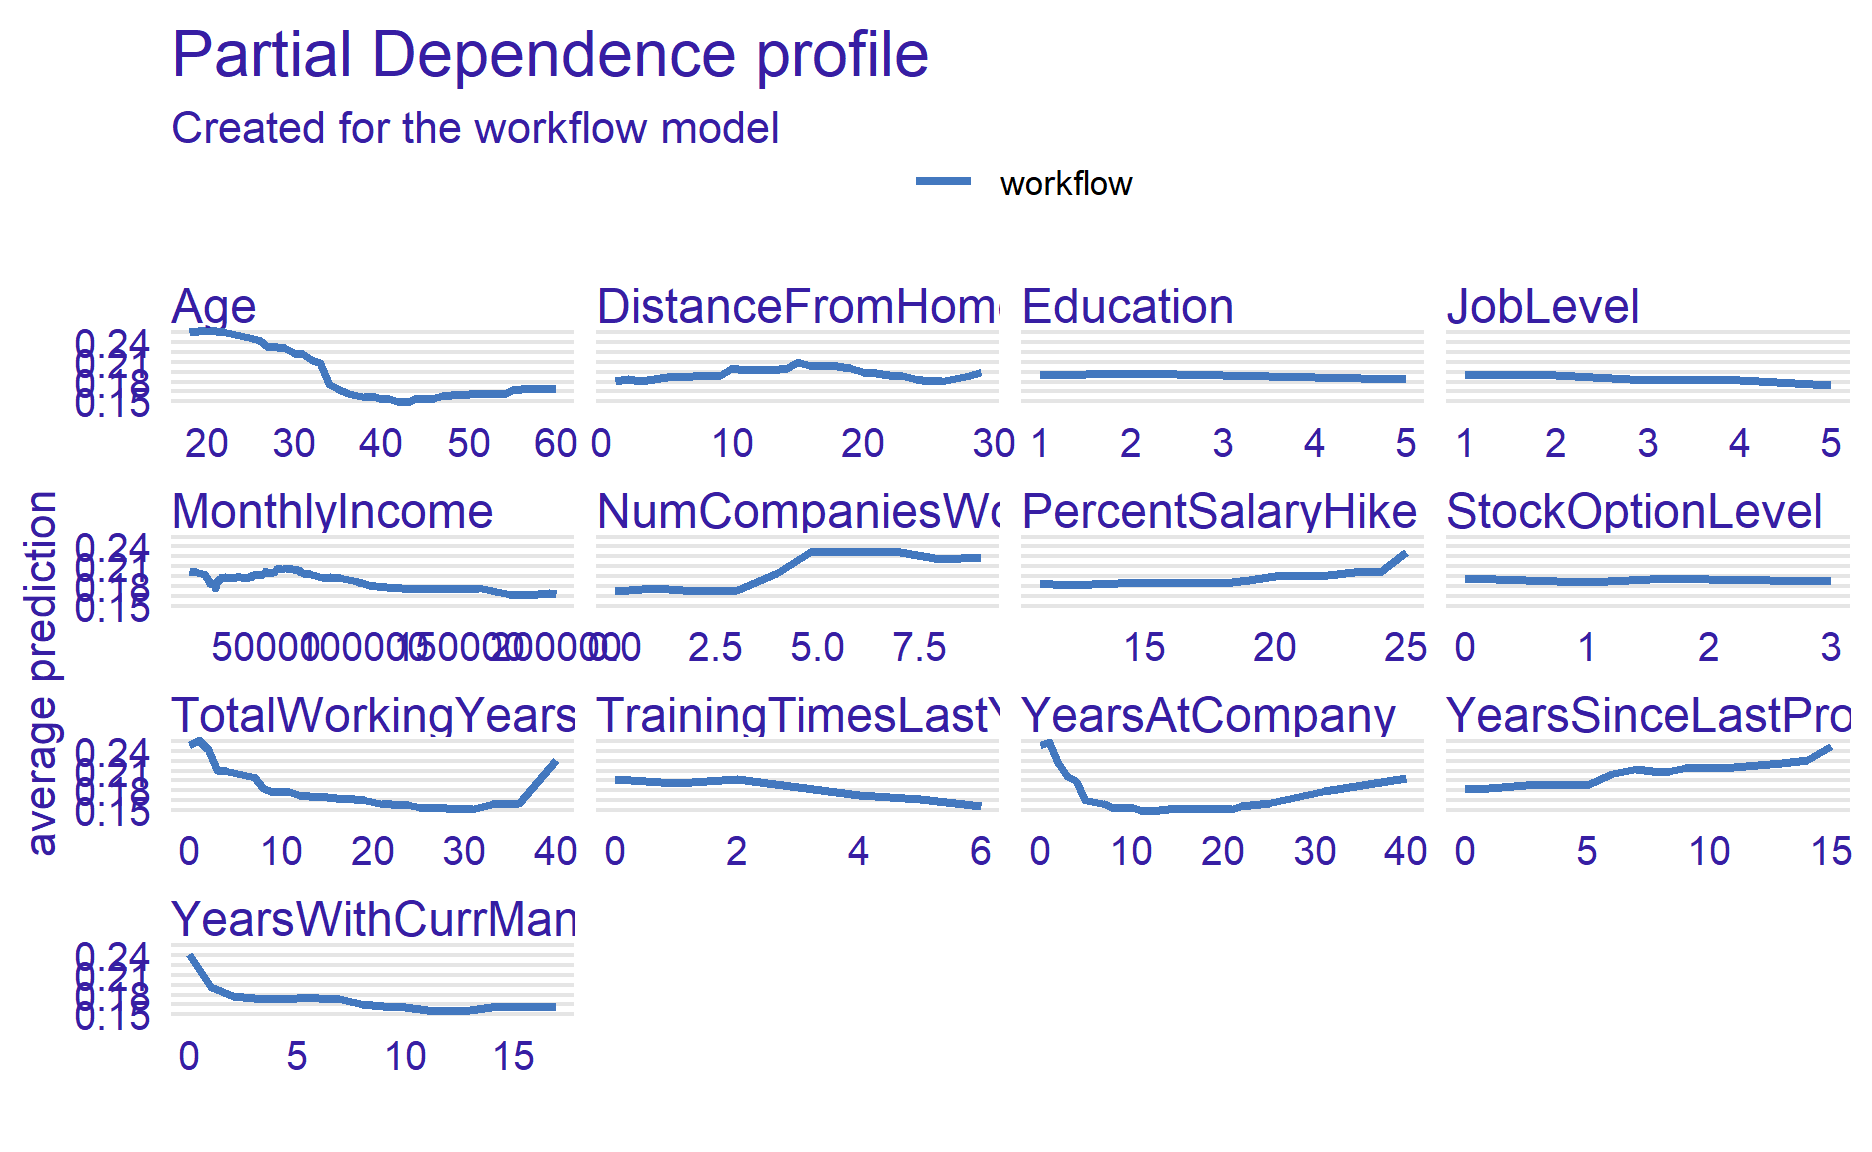 Partial Dependence profile
Created for the workflow model
workflow
Age DistanceFromHome Education JobLevel
0.24
0.21
0.18
0.15
20 30 40 50 60 0 10 20 30 1 2 3 4 5 1 2 3 4 5
average prediction
MonthlyIncome NumCompaniesWo PercentSalaryHike StockOptionLevel
0.24
0.21
0.18
0.15
50000 100000 150000 200000 0.0 2.5 5.0 7.5 15 20 25 0 1 2 3
TotalWorkingYears TrainingTimesLastY YearsAtCompany YearsSinceLastPro
0.24
0.21
0.18
0.15
0 10 20 30 40 0 2 4 6 0 10 20 30 40 0 5 10 15
YearsWithCurrMan
0.24
0.21
0.18
0.15
0 5 10 15